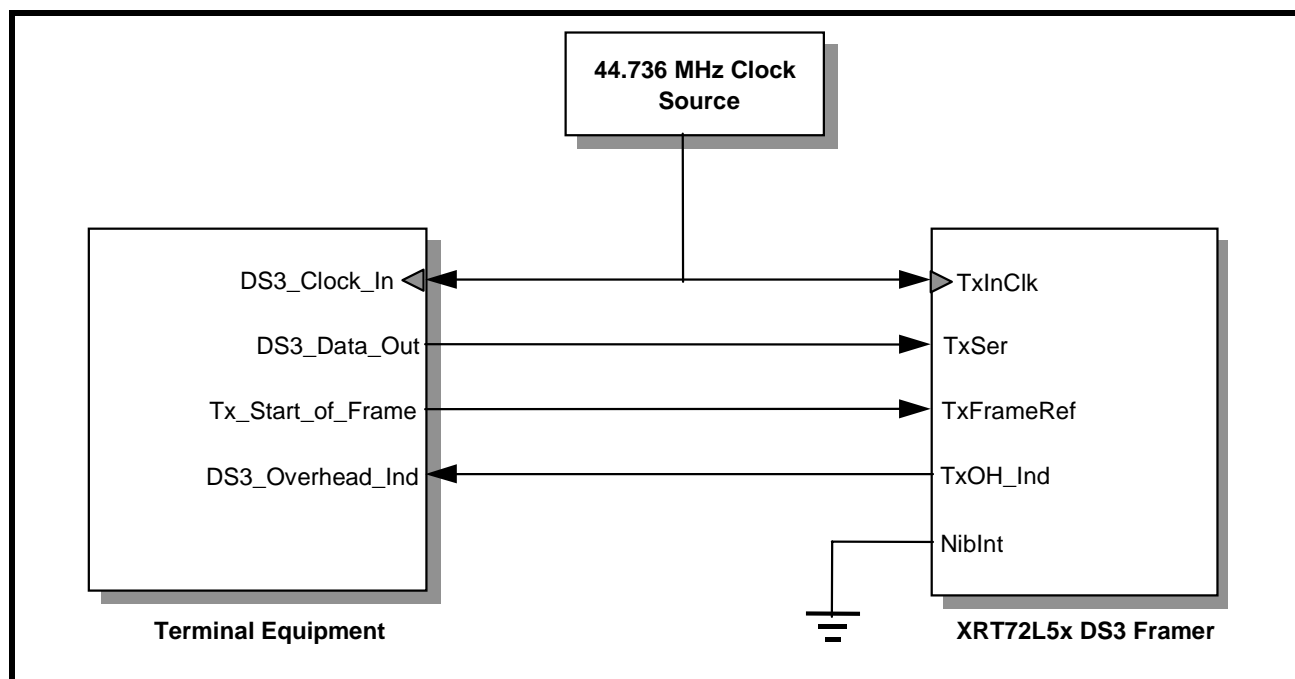 44.736 MHz Clock
Source
DS3_Clock_In
TxInClk
DS3_Data_Out
TxSer
Tx_Start_of_Frame
TxFrameRef
DS3_Overhead_Ind
TxOH_Ind
NibInt
Terminal Equipment
XRT72L5x DS3 Framer